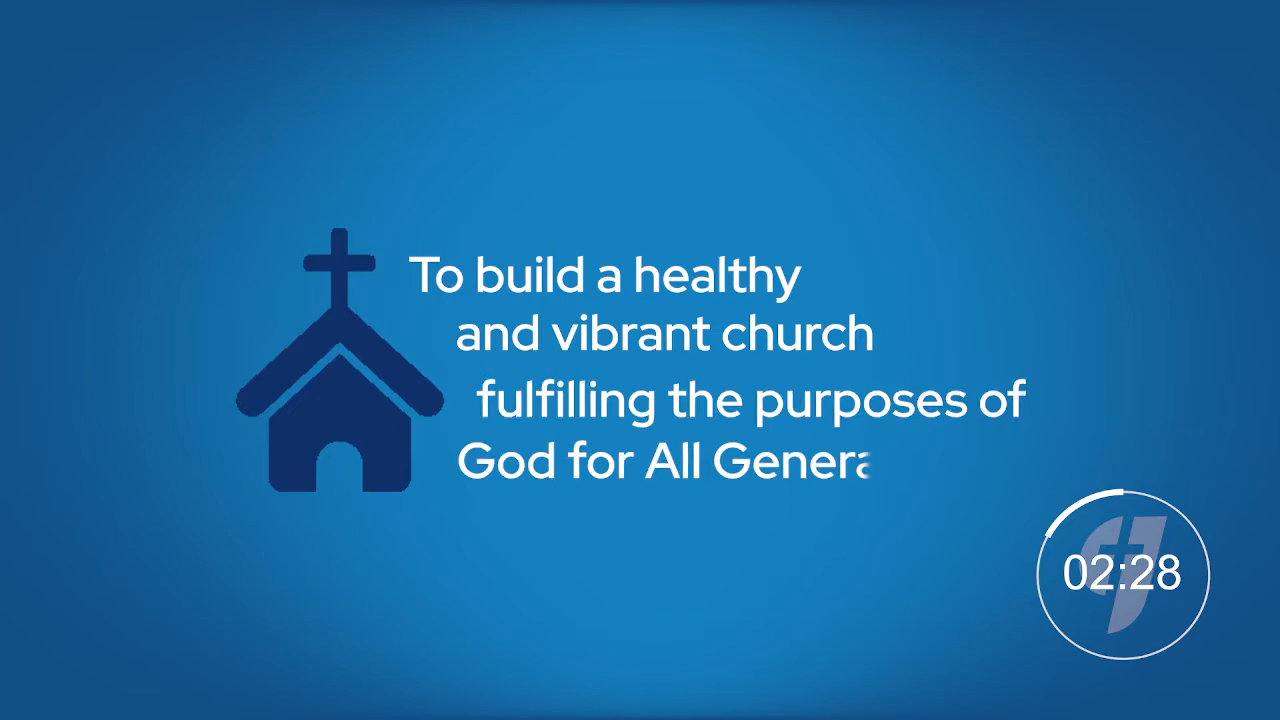 To build a healthy
and vibrant church
fulfilling the purposes of
God for All Genera
02:28